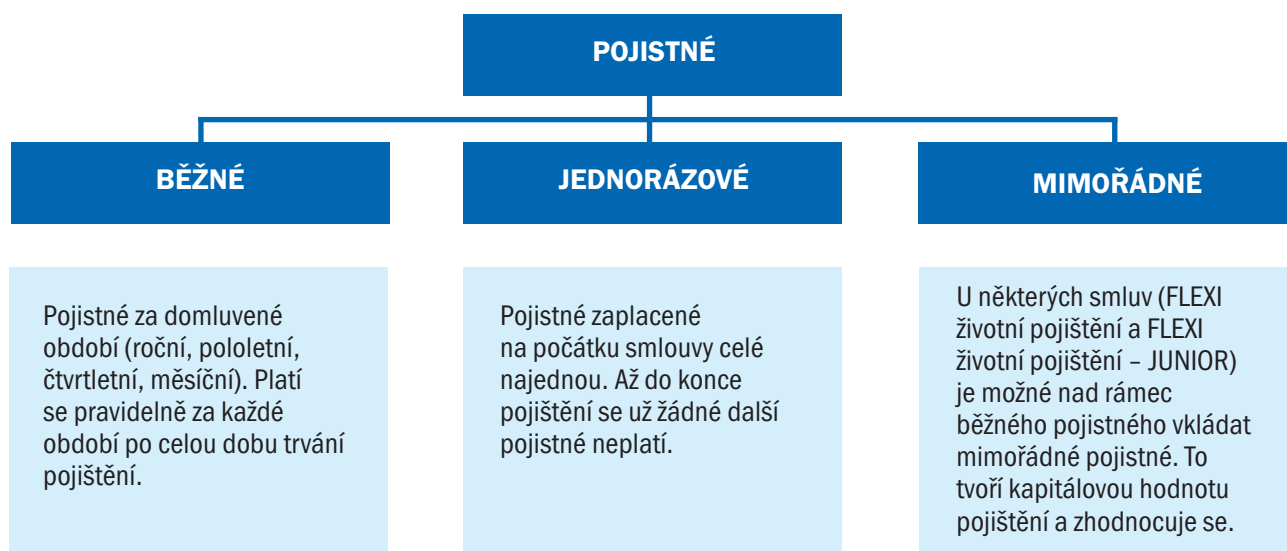 POJISTNÉ
BĚŽNÉ
JEDNORÁZOVÉ
MIMOŘÁDNÉ
Pojistné za domluvené
období (roční, pololetní,
čtvrtletní, měsíční). Platí
se pravidelně za každé
období po celou dobu trvání
pojištění.
Pojistné zaplacené
na počátku smlouvy celé
najednou. Až do konce
pojištění se už žádné další
pojistné neplatí.
U některých smluv (FLEXI
životní pojištění a FLEXI
životní pojištění – JUNIOR)
je možné nad rámec
běžného pojistného vkládat
mimořádné pojistné. To
tvoří kapitálovou hodnotu
pojištění a zhodnocuje se.